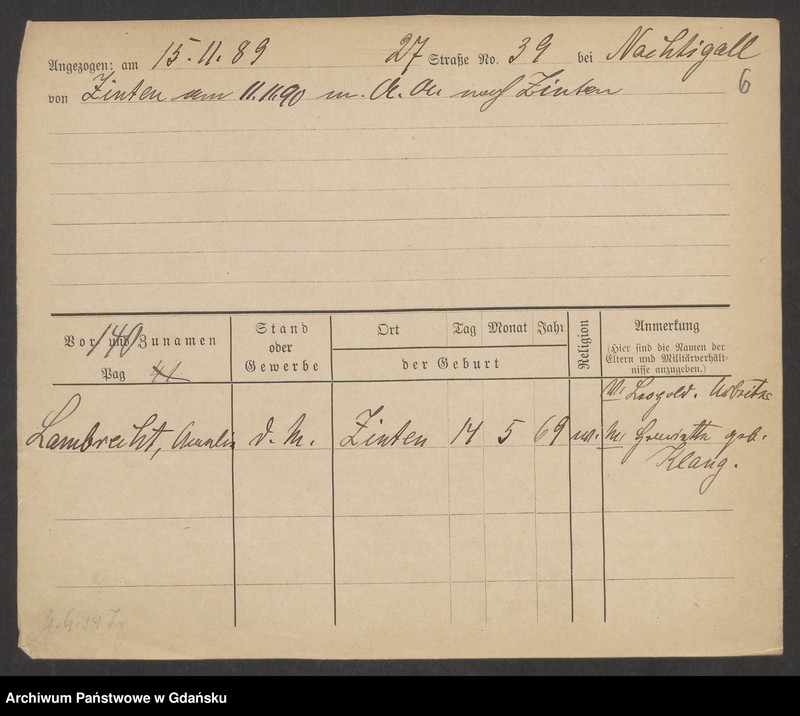 Angezogen: am 15.11.89 27 Straße No. 39 bei Nachtigall
von Zinten am 11.11.90 m. A. nach Zinten
6
Vor- und Zunamen
140
Pag 41
Stand
oder
Gewerbe
Ort Tag Monat Jahr
der Geburt
Religion
Anmerkung
(Hier sind die Namen der
Eltern und Militärverhält-
nisse anzugeben.)
V. Leopold. Arbeiter
Lambrecht, Amalie d. M. Zinten 14 5 69 ev. M. Henriette geb.
Klang.
Archiwum Państwowe w Gdańsku